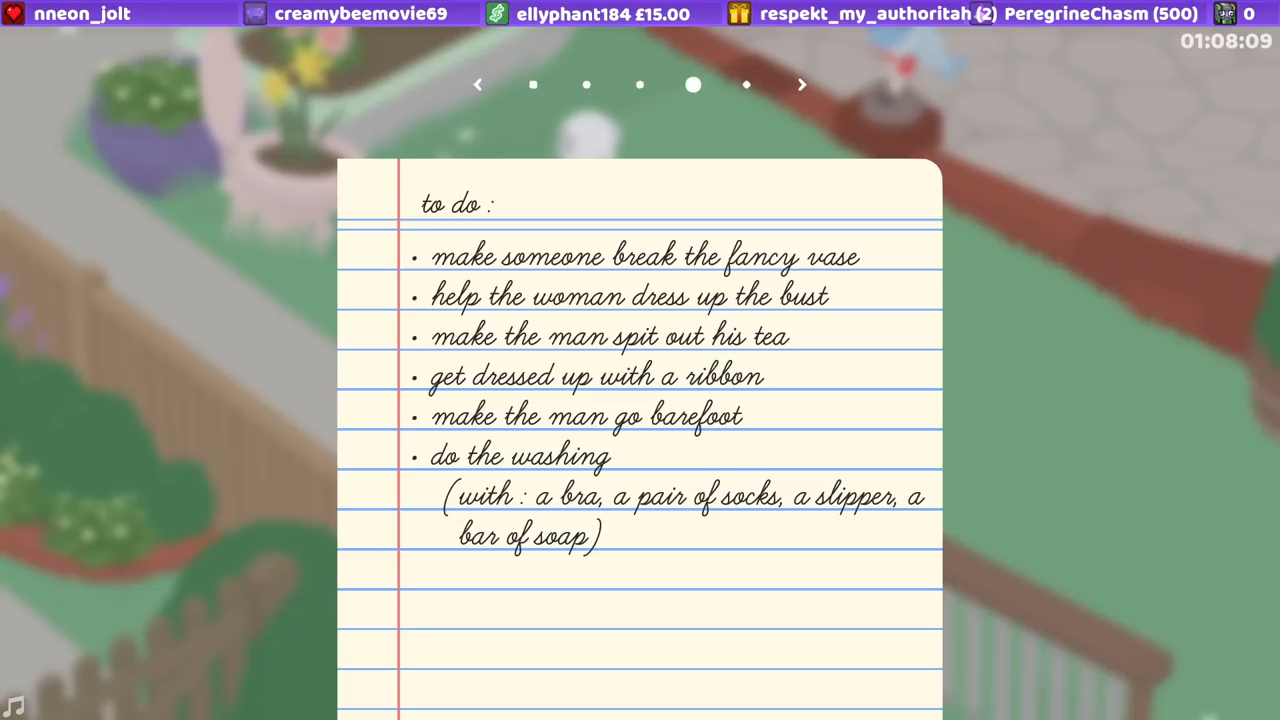 nneon_jolt creamybeemovie69 ellyphant184 £15.00 respekt_my_authoritah (2) PeregrineChasm (500) 0
01:08:09
to do :
• make someone break the fancy vase
• help the woman dress up the bust
• make the man spit out his tea
• get dressed up with a ribbon
• make the man go barefoot
• do the washing
(with : a bra, a pair of socks, a slipper, a
bar of soap)